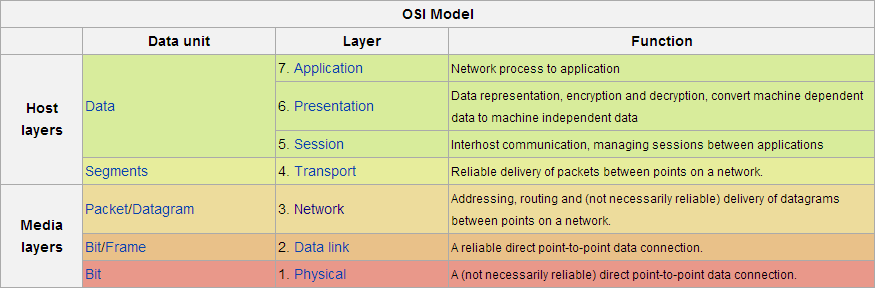 OSI Model
Data unit Layer Function
Host
layers
Data
7. Application
Network process to application
6. Presentation
Data representation, encryption and decryption, convert machine dependent
data to machine independent data
5. Session
Interhost communication, managing sessions between applications
Segments
4. Transport
Reliable delivery of packets between points on a network.
Media
layers
Packet/Datagram
3. Network
Addressing, routing and (not necessarily reliable) delivery of datagrams
between points on a network.
Bit/Frame
2. Data link
A reliable direct point-to-point data connection.
Bit
1. Physical
A (not necessarily reliable) direct point-to-point data connection.